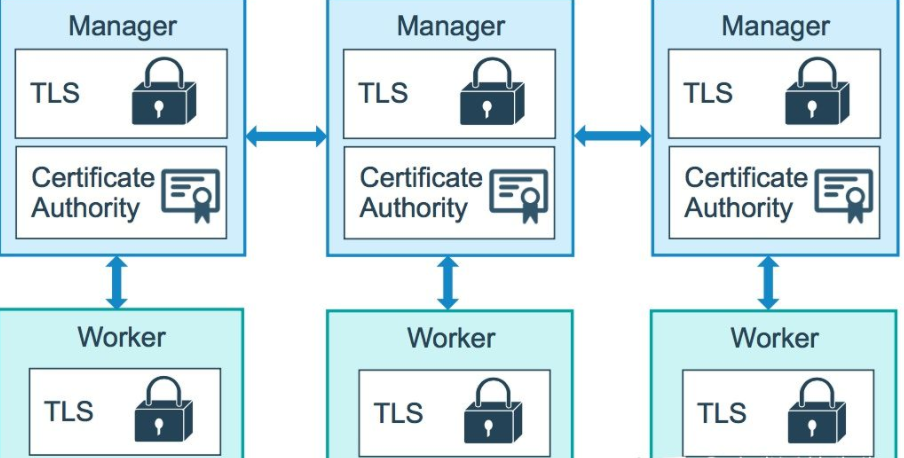 Manager
Manager
Manager
TLS
TLS
TLS
Certificate
Authority
Certificate
Authority
Certificate
Authority
Worker
Worker
Worker
TLS
TLS
TLS